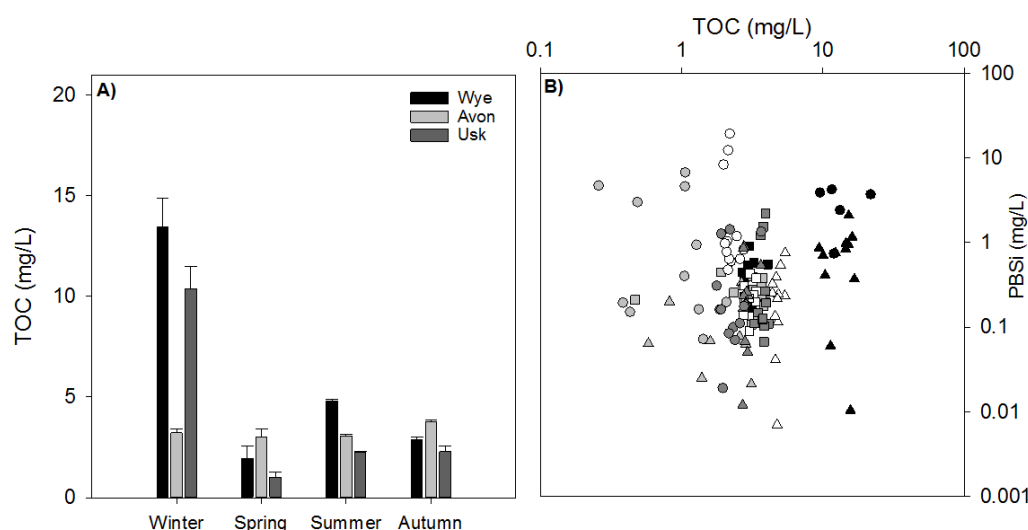 A)
Wye
Avon
Usk
20
15
10
5
0
TOC (mg/L)
Winter Spring Summer Autumn
TOC (mg/L)
0.1 1 10 100
B)
100
10
1
0.1
0.01
0.001
PBSi (mg/L)